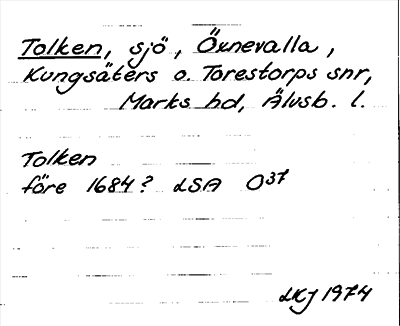 Tolken, sjö, Öxnevalla,
Kungsäters o. Torestorps snr,
Marks hd, Älvsb. l.
Tolken
före 1684? LSA O37
LKJ 1974